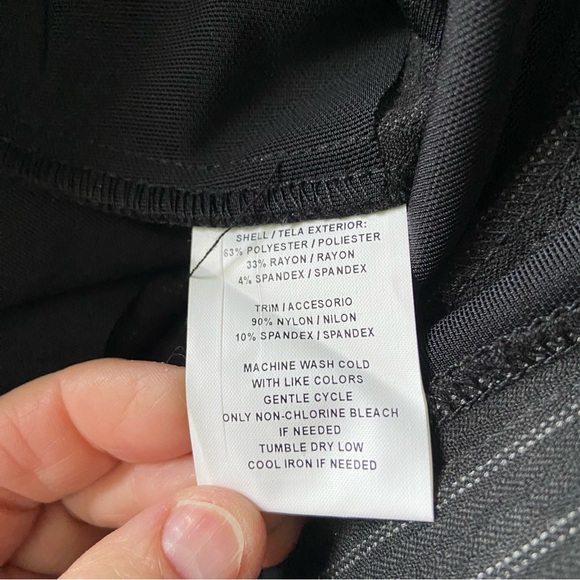 SHELL / TELA EXTERIOR:
63% POLYESTER / POLIESTER
33% RAYON / RAYON
4% SPANDEX / SPANDEX
TRIM / ACCESORIO
90% NYLON / NILON
10% SPANDEX / SPANDEX
MACHINE WASH COLD
WITH LIKE COLORS
GENTLE CYCLE
ONLY NON-CHLORINE BLEACH
IF NEEDED
TUMBLE DRY LOW
COOL IRON IF NEEDED